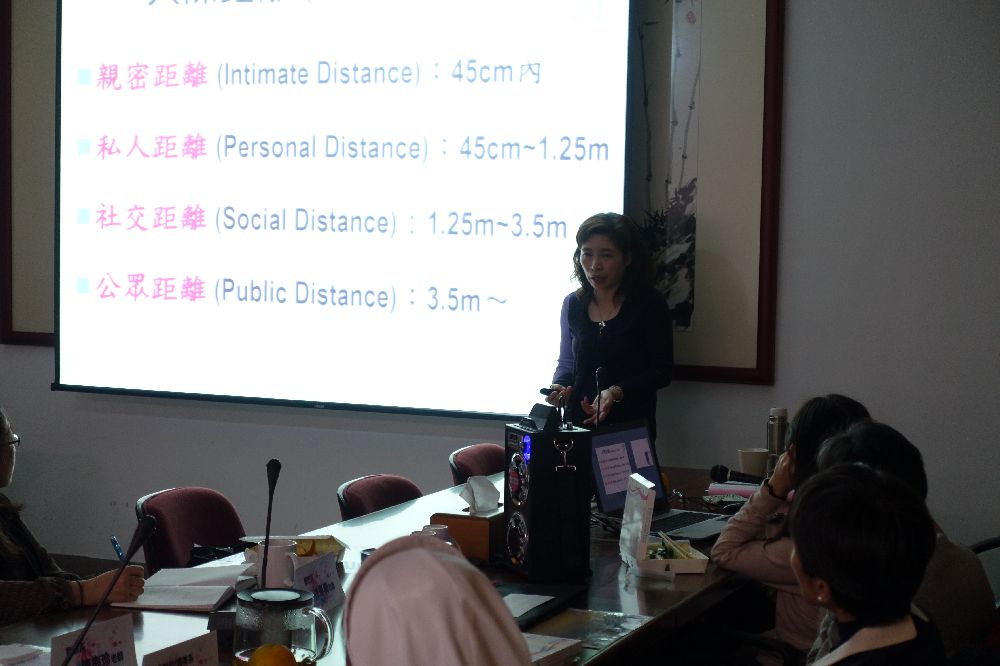 親密距離 (Intimate Distance)：45cm內
私人距離 (Personal Distance)：45cm~1.25m
社交距離 (Social Distance)：1.25m~3.5m
公眾距離 (Public Distance)：3.5m～